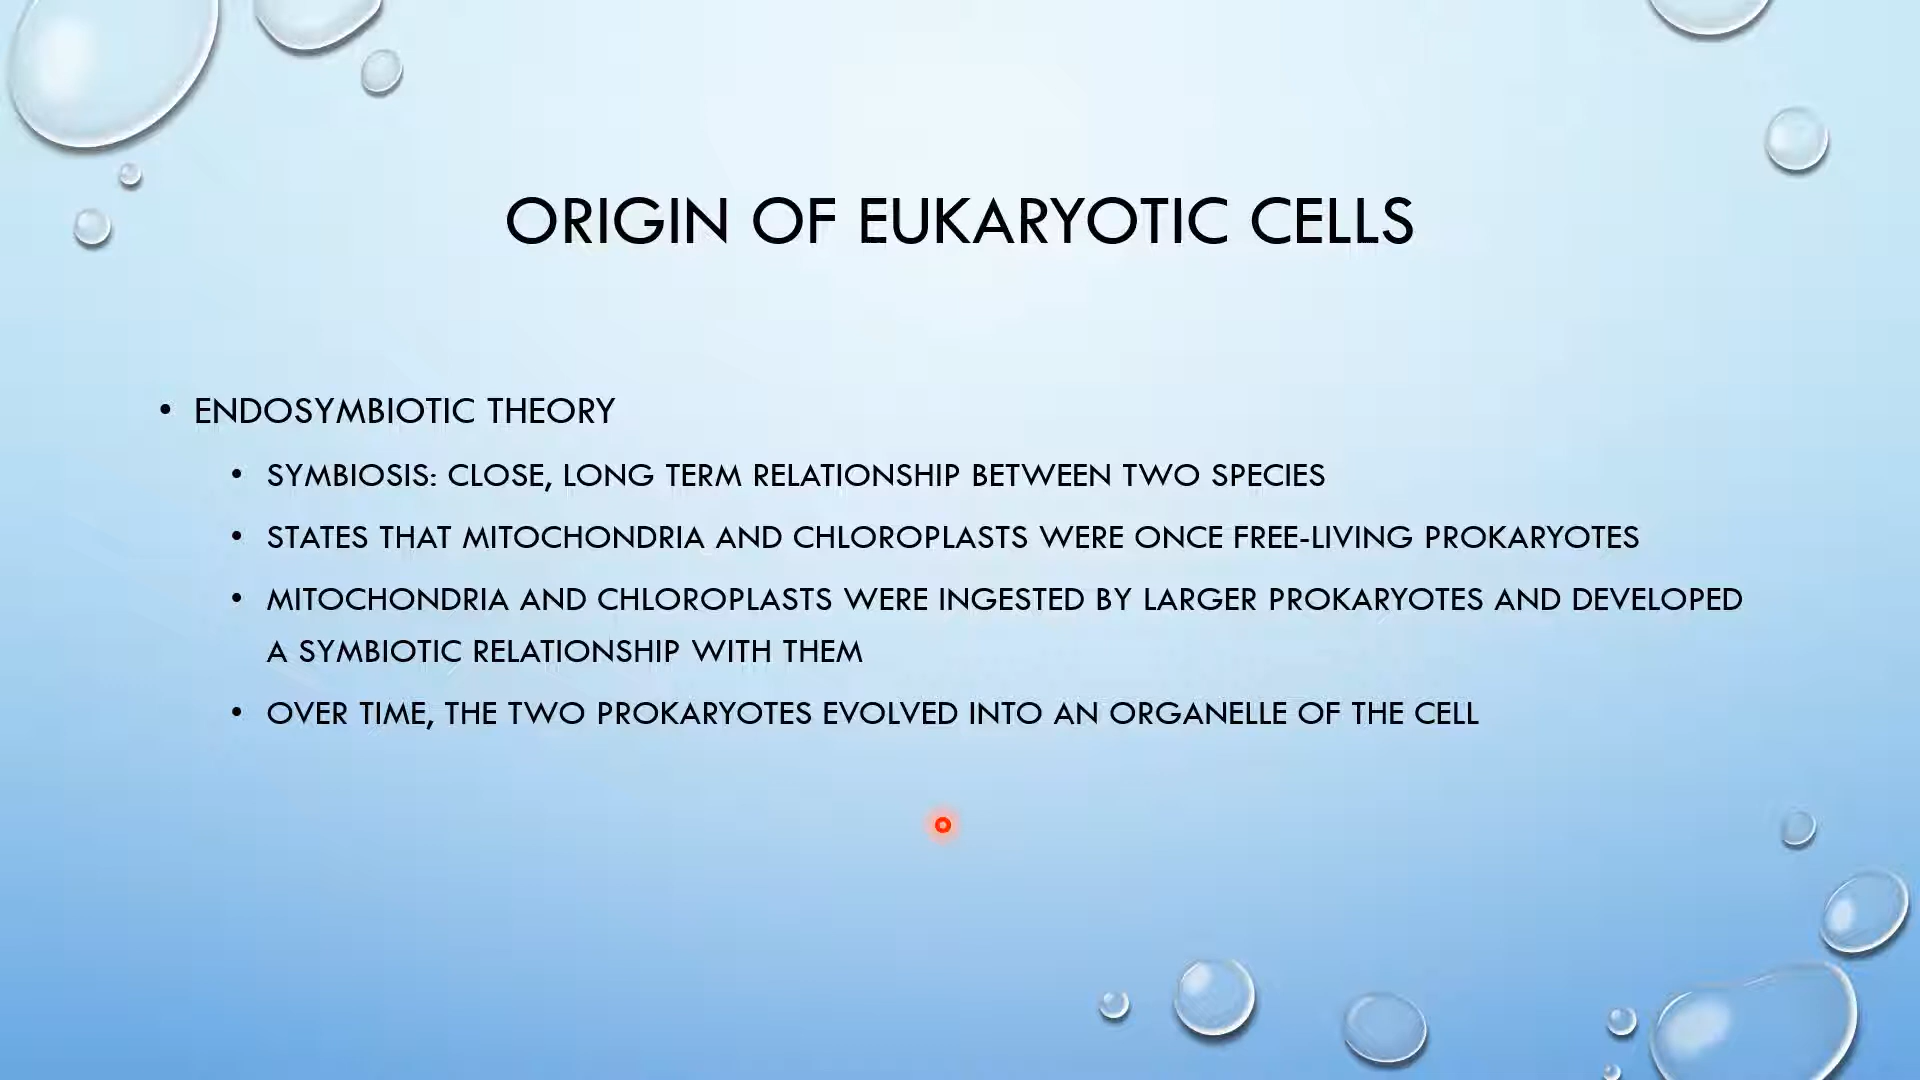 ORIGIN OF EUKARYOTIC CELLS
• ENDOSYMBIOTIC THEORY
• SYMBIOSIS: CLOSE, LONG TERM RELATIONSHIP BETWEEN TWO SPECIES
• STATES THAT MITOCHONDRIA AND CHLOROPLASTS WERE ONCE FREE-LIVING PROKARYOTES
• MITOCHONDRIA AND CHLOROPLASTS WERE INGESTED BY LARGER PROKARYOTES AND DEVELOPED
A SYMBIOTIC RELATIONSHIP WITH THEM
• OVER TIME, THE TWO PROKARYOTES EVOLVED INTO AN ORGANELLE OF THE CELL